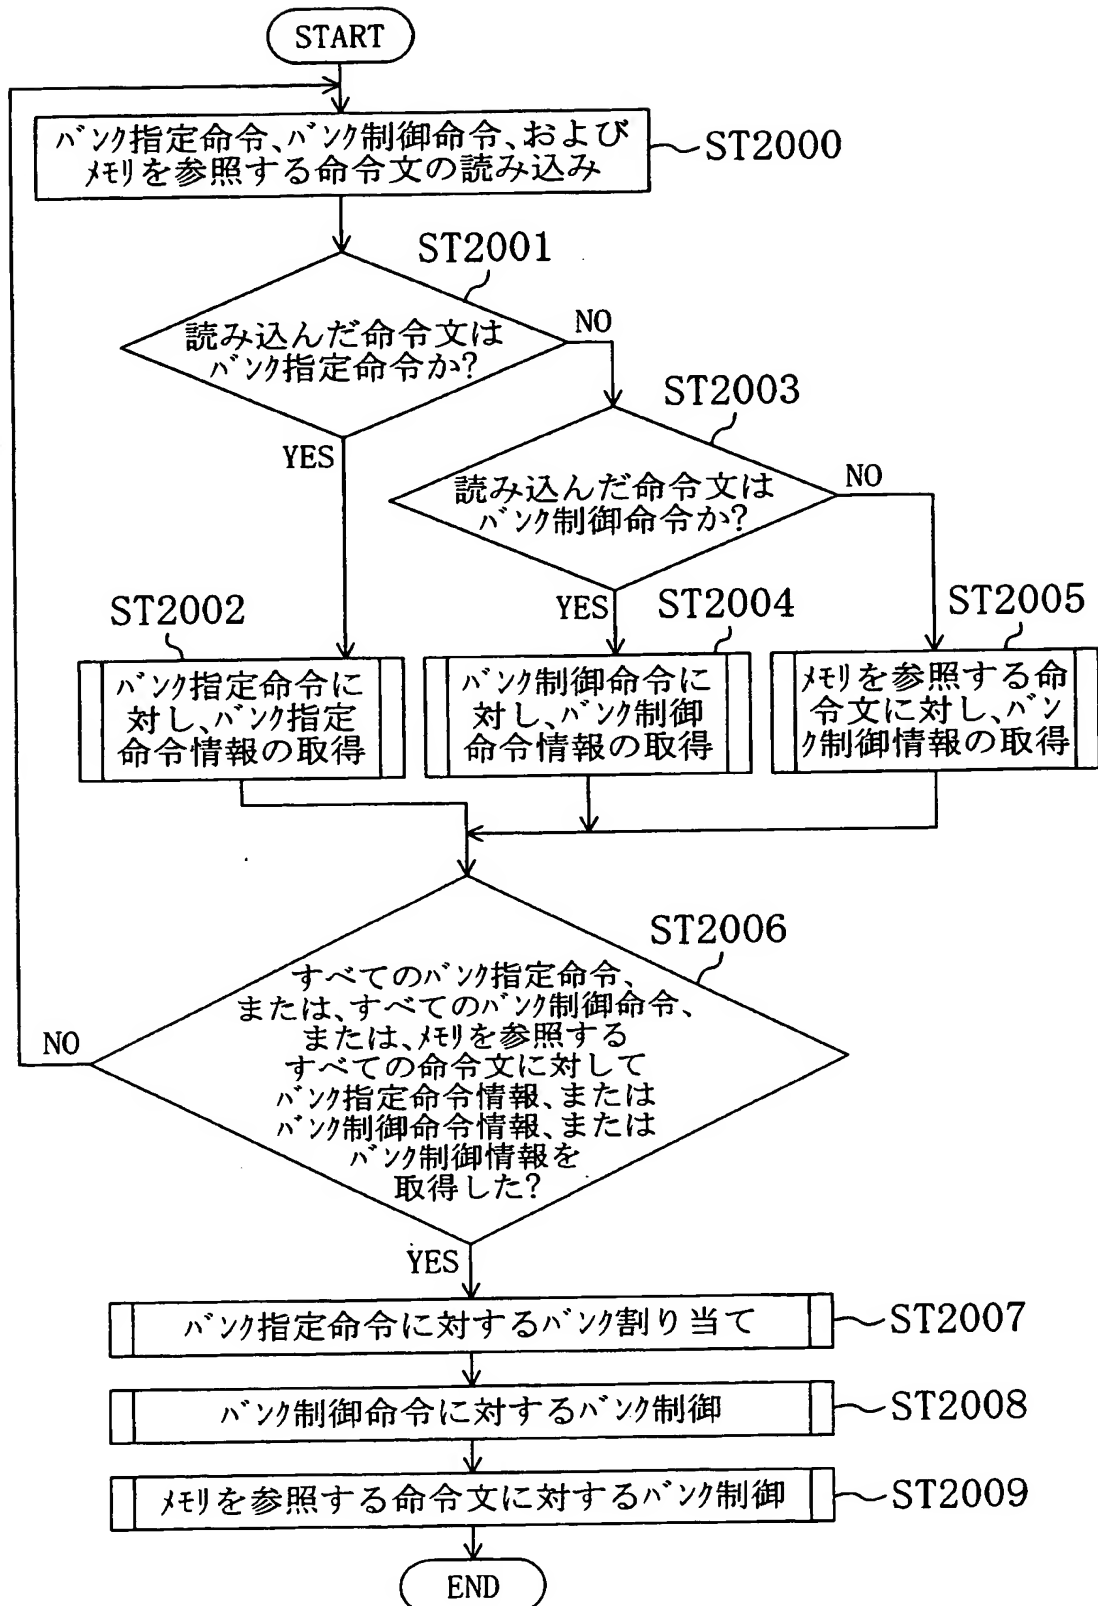 START
バンク指定命令、バンク制御命令、および
メモリを参照する命令文の読み込み
ST2000
ST2001
読み込んだ命令文は
バンク指定命令か?
NO
YES
ST2003
読み込んだ命令文は
バンク制御命令か?
NO
YES
ST2002
バンク指定命令に
対し、バンク指定
命令情報の取得
ST2004
バンク制御命令に
対し、バンク制御
命令情報の取得
ST2005
メモリを参照する命
令文に対し、バン
ク制御情報の取得
ST2006
すべてのバンク指定命令、
または、すべてのバンク制御命令、
または、メモリを参照する
すべての命令文に対して
バンク指定命令情報、または
バンク制御命令情報、または
バンク制御情報を
取得した?
NO
YES
バンク指定命令に対するバンク割り当て
ST2007
バンク制御命令に対するバンク制御
ST2008
メモリを参照する命令文に対するバンク制御
ST2009
END